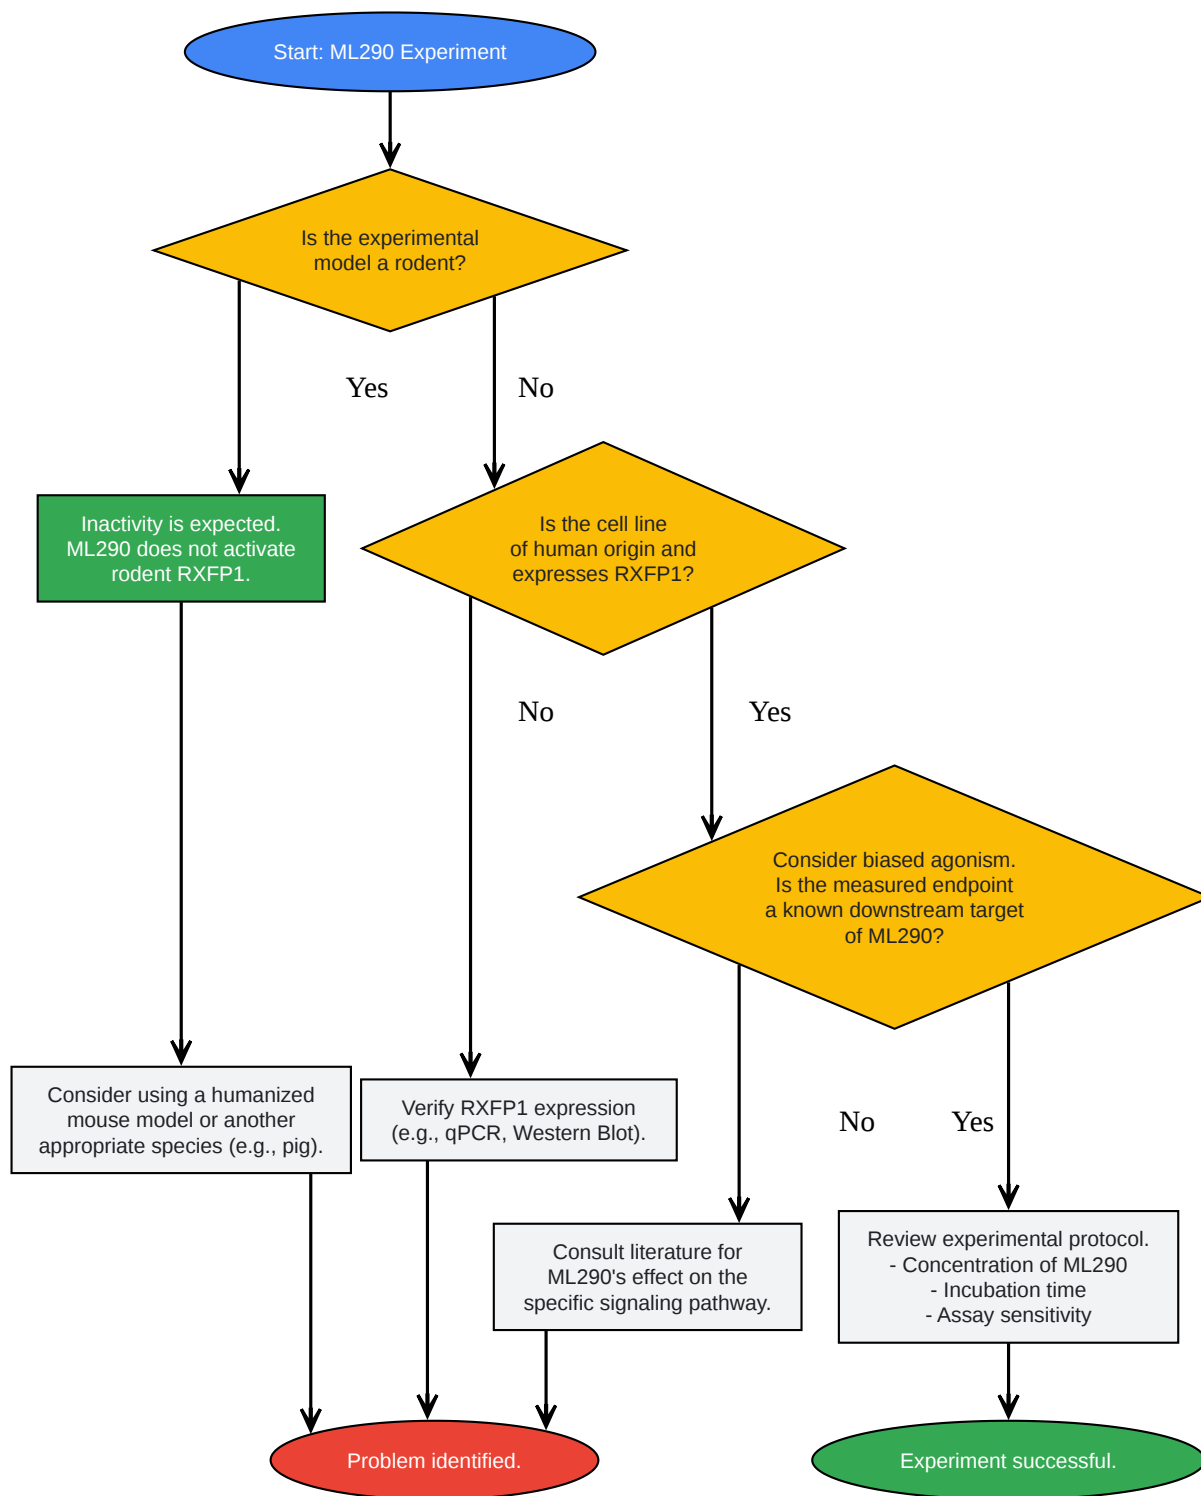 Start: ML290 Experiment
Is the experimental
model a rodent?
Yes
No
Inactivity is expected.
ML290 does not activate
rodent RXFP1.
Is the cell line
of human origin and
expresses RXFP1?
No
Yes
Consider biased agonism.
Is the measured endpoint
a known downstream target
of ML290?
Consider using a humanized
mouse model or another
appropriate species (e.g., pig).
Verify RXFP1 expression
(e.g., qPCR, Western Blot).
No
Yes
Consult literature for
ML290's effect on the
specific signaling pathway.
Review experimental protocol.
- Concentration of ML290
- Incubation time
- Assay sensitivity
Problem identified.
Experiment successful.